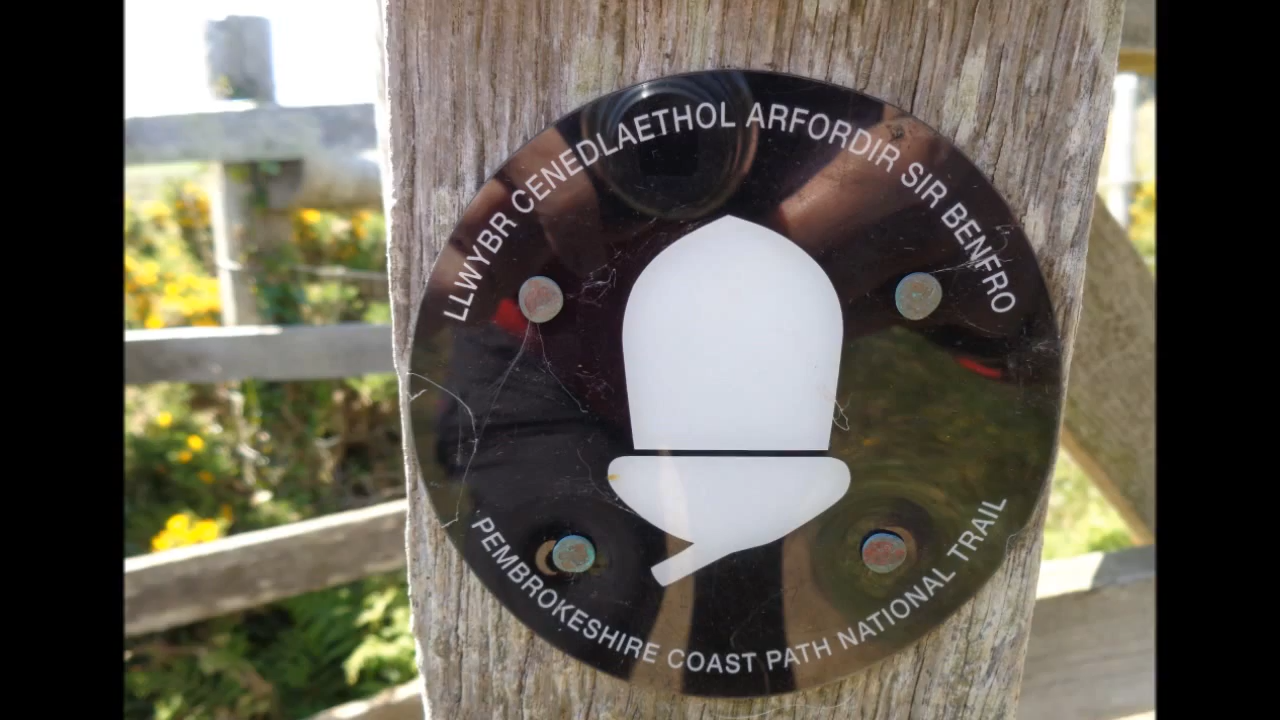 LLWYBR CENEDLAETHOL ARFORDIR SIR BENFRO
PEMBROKESHIRE COAST PATH NATIONAL TRAIL